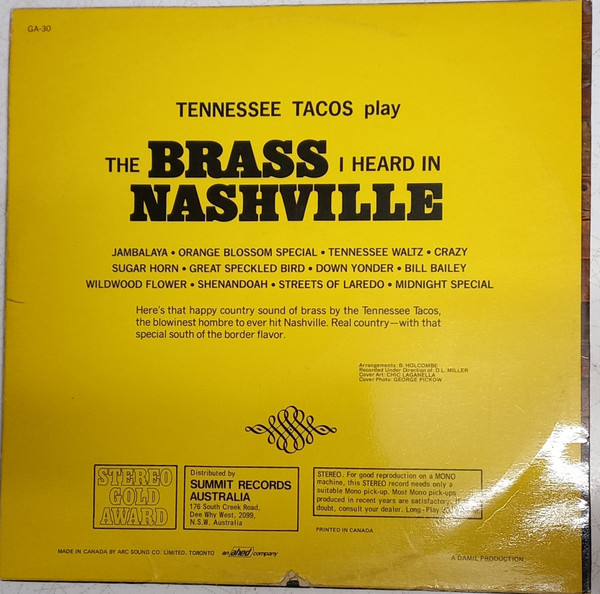 GA-30
TENNESSEE TACOS play
THE BRASS I HEARD IN
NASHVILLE
JAMBALAYA • ORANGE BLOSSOM SPECIAL • TENNESSEE WALTZ • CRAZY
SUGAR HORN • GREAT SPECKLED BIRD • DOWN YONDER • BILL BAILEY
WILDWOOD FLOWER • SHENANDOAH • STREETS OF LAREDO • MIDNIGHT SPECIAL
Here's that happy country sound of brass by the Tennessee Tacos,
the blowinest hombre to ever hit Nashville. Real country—with that
special south of the border flavor.
Arrangements: B. HOLCOMBE
Recorded Under Direction of: D.L. MILLER
Cover Art: CHIC LAGANELLA
Cover Photo: GEORGE PICKOW
STEREO
GOLD
AWARD
Distributed by
SUMMIT RECORDS
AUSTRALIA
176 South Creek Road,
Dee Why West, 2099,
N.S.W. Australia
STEREO. For good reproduction on a MONO
machine, this STEREO record needs only a
suitable Mono pick-up. Most Mono pick-ups
produced in recent years are satisfactory.
doubt, consult your dealer. Long-Play
PRINTED IN CANADA
MADE IN CANADA BY ARC SOUND CO. LIMITED, TORONTO an ahed company
A DAMIL PRODUCTION